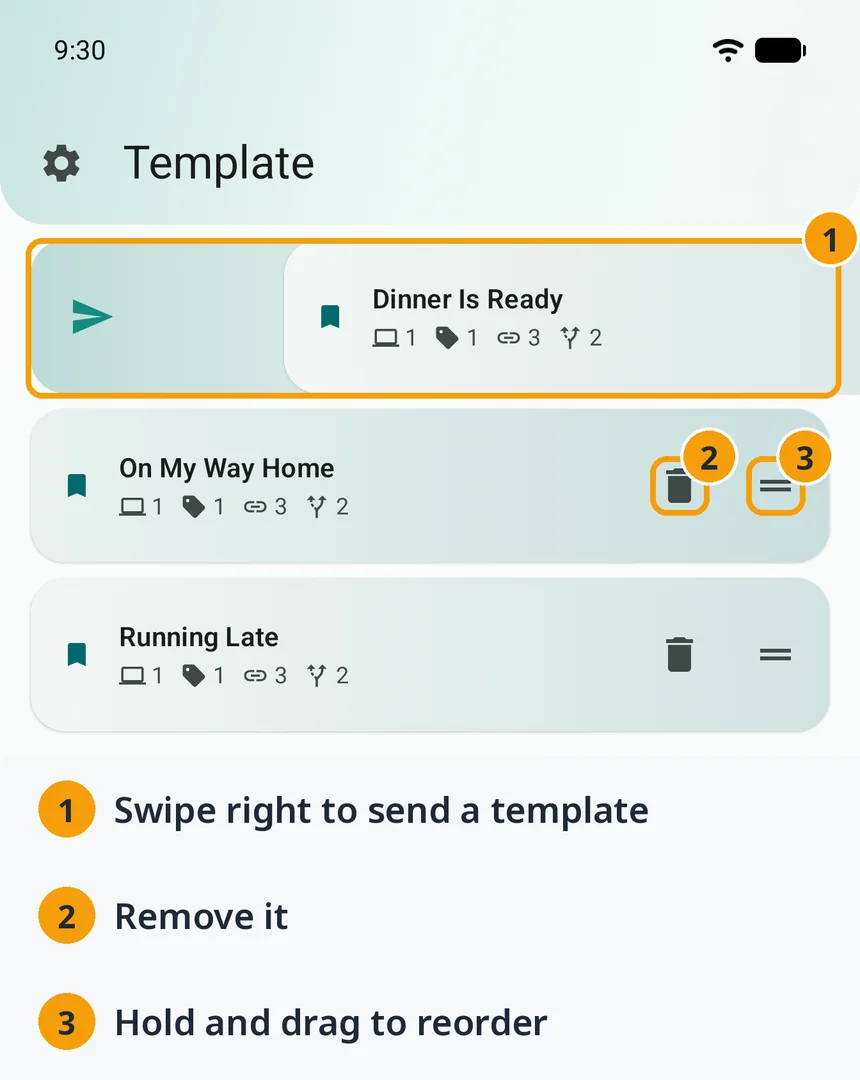 9:30
Template
1
Dinner Is Ready
1 1 3 2
2
3
On My Way Home
1 1 3 2
Running Late
1 1 3 2
1 Swipe right to send a template
2 Remove it
3 Hold and drag to reorder